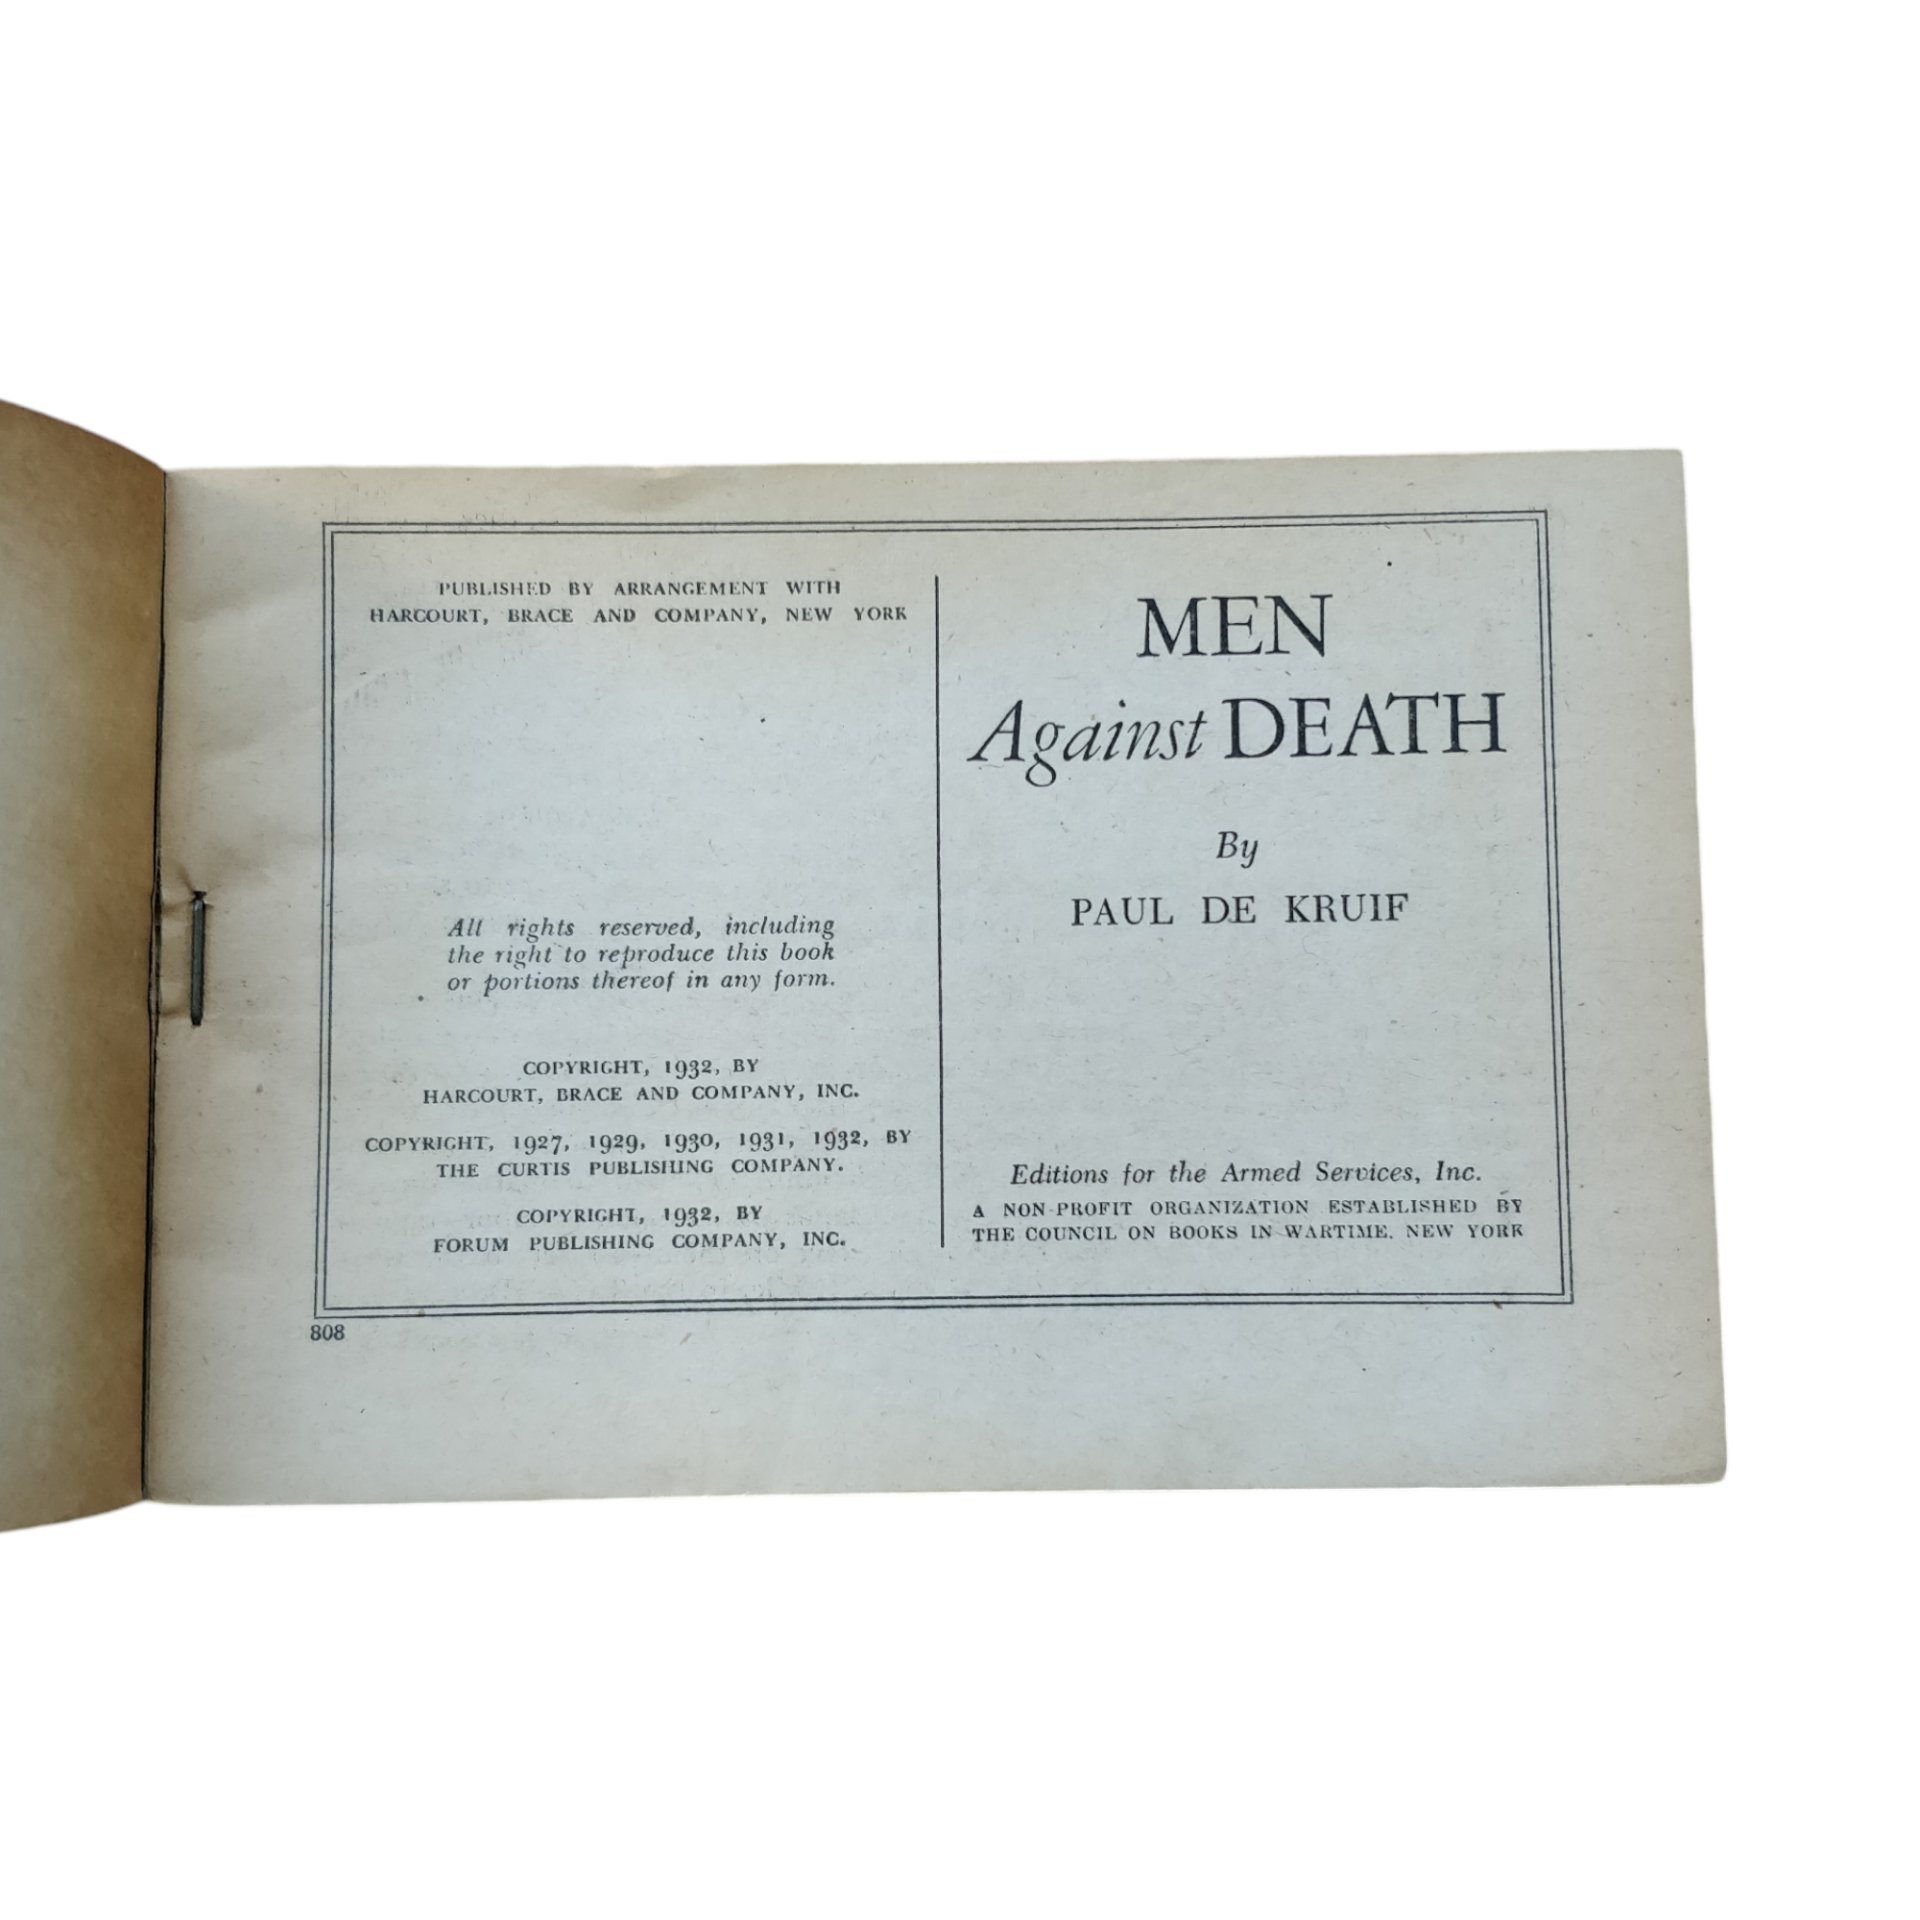 PUBLISHED BY ARRANGEMENT WITH
HARCOURT, BRACE AND COMPANY, NEW YORK
All rights reserved, including
the right to reproduce this book
or portions thereof in any form.
COPYRIGHT, 1932, BY
HARCOURT, BRACE AND COMPANY, INC.
COPYRIGHT, 1927, 1929, 1930, 1931, 1932, BY
THE CURTIS PUBLISHING COMPANY.
COPYRIGHT, 1932, BY
FORUM PUBLISHING COMPANY, INC.
808
MEN
Against DEATH
By
PAUL DE KRUIF
Editions for the Armed Services, Inc.
A NON-PROFIT ORGANIZATION ESTABLISHED BY
THE COUNCIL ON BOOKS IN WARTIME, NEW YORK